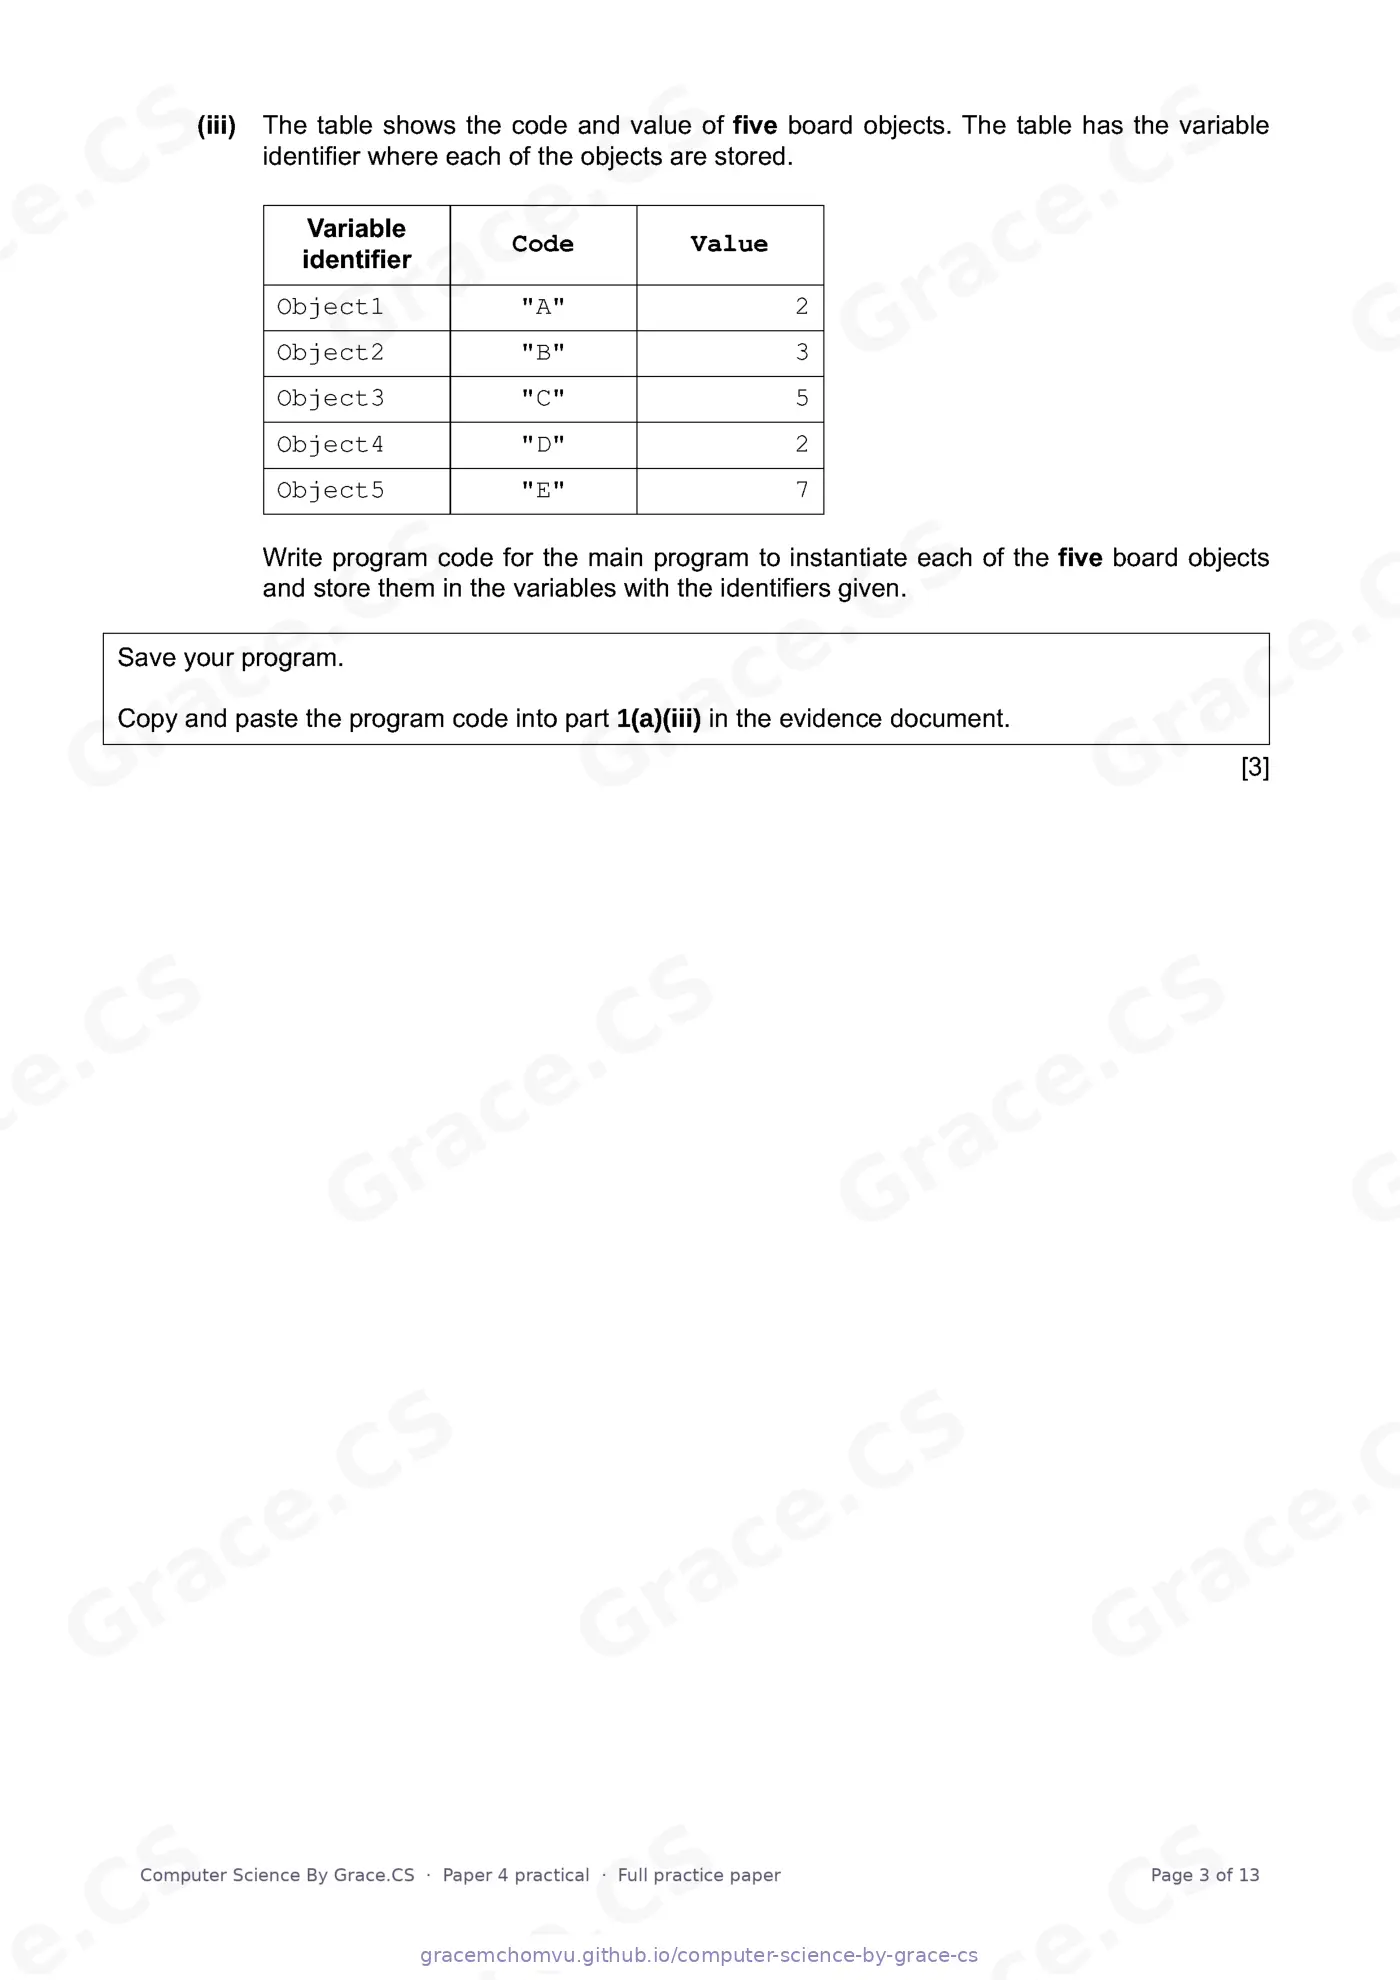 (iii) The table shows the code and value of five board objects. The table has the variable
identifier where each of the objects are stored.
Variable
identifier
Code
Value
Object1 "A" 2
Object2 "B" 3
Object3 "C" 5
Object4 "D" 2
Object5 "E" 7
Write program code for the main program to instantiate each of the five board objects
and store them in the variables with the identifiers given.
Save your program.
Copy and paste the program code into part 1(a)(iii) in the evidence document.
[3]
Computer Science By Grace.CS · Paper 4 practical · Full practice paper Page 3 of 13
gracemchomvu.github.io/computer-science-by-grace-cs
Grace.CS